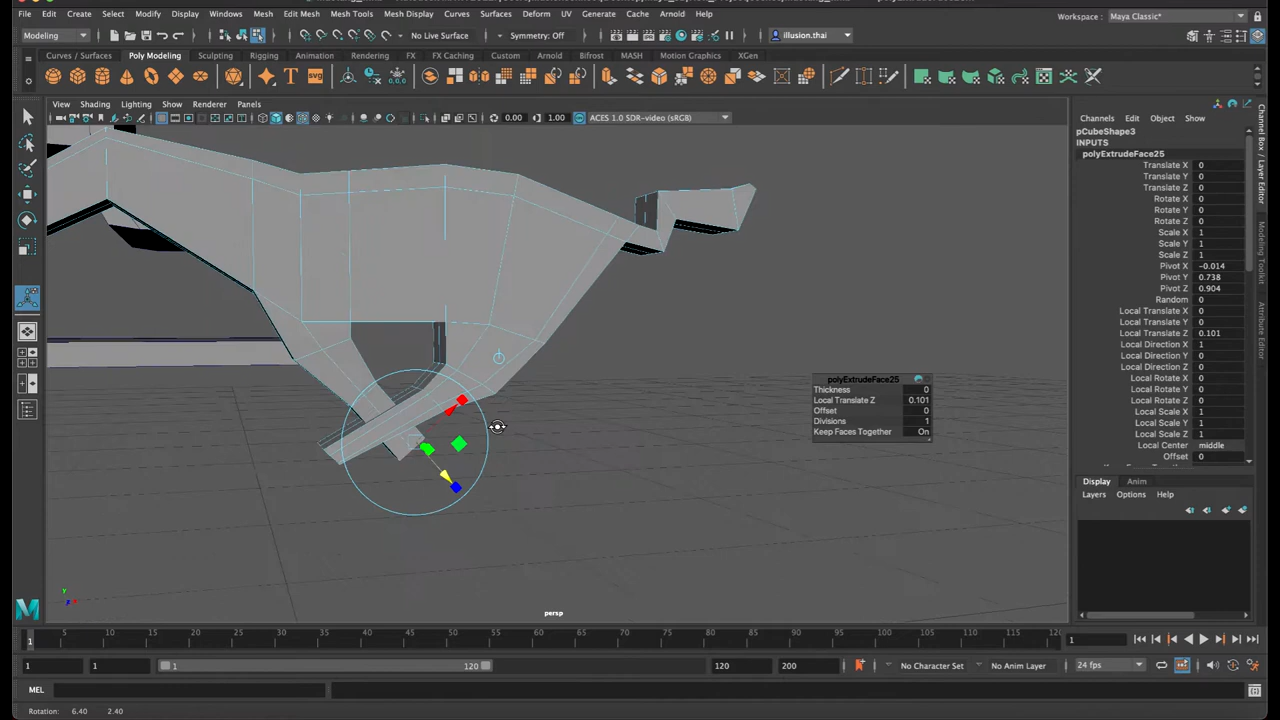 File Edit Create Select Modify Display Windows Mesh Edit Mesh Mesh Tools Mesh Display Curves Surfaces Deform UV Generate Cache Arnold Help Workspace : Maya Classic*
Modeling No Live Surface Symmetry: Off illusion.thai
Curves / Surfaces Poly Modeling Sculpting Rigging Animation Rendering FX FX Caching Custom Arnold Bifrost MASH Motion Graphics XGen
View Shading Lighting Show Renderer Panels
0.00 1.00 ACES 1.0 SDR-video (sRGB)
Channels Edit Object Show
pCubeShape3
INPUTS
polyExtrudeFace25
Translate X 0
Translate Y 0
Translate Z 0
Rotate X 0
Rotate Y 0
Rotate Z 0
Scale X 1
Scale Y 1
Scale Z 1
Pivot X -0.014
Pivot Y 0.738
Pivot Z 0.904
Random 0
Local Translate X 0
Local Translate Y 0
Local Translate Z 0.101
Local Direction X 1
Local Direction Y 0
Local Direction Z 0
Local Rotate X 0
Local Rotate Y 0
Local Rotate Z 0
Local Scale X 1
Local Scale Y 1
Local Scale Z 1
Local Center middle
Offset 0
Channel Box / Layer Editor
Modeling Toolkit
Attribute Editor
polyExtrudeFace25
Thickness 0
Local Translate Z 0.101
Offset 0
Divisions 1
Keep Faces Together On
Display Anim
Layers Options Help
y
persp
5 10 15 20 25 30 35 40 45 50 55 60 65 70 75 80 85 90 95 100 105 110 115 120
1 1
1 1 1 120 120 200 No Character Set No Anim Layer 24 fps
MEL
Rotation: 6.40 2.40